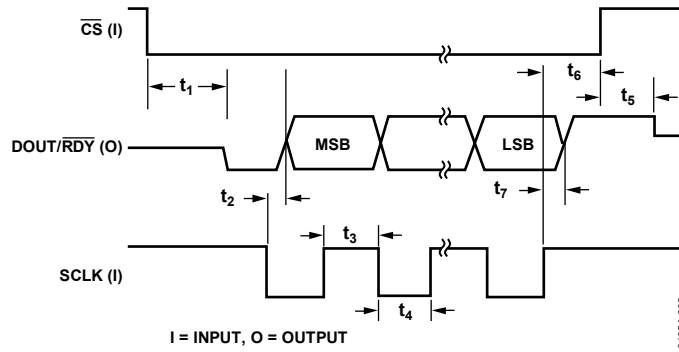 CS (I)
t6
t1
t5
DOUT/RDY (O)
MSB
LSB
t2
t7
t3
SCLK (I)
t4
I = INPUT, O = OUTPUT